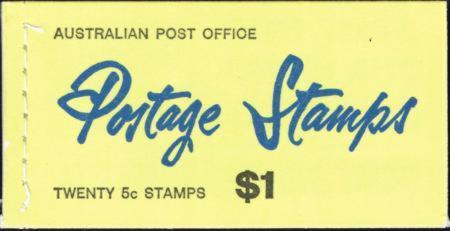 AUSTRALIAN POST OFFICE
Postage Stamps
TWENTY 5c STAMPS $1